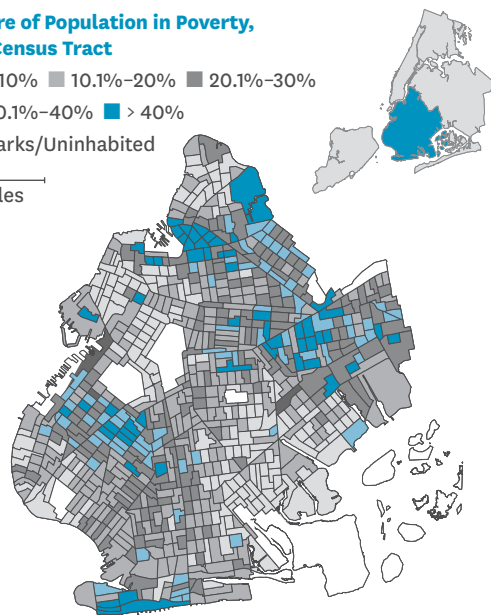 re of Population in Poverty,
Census Tract
10% 10.1%–20% 20.1%–30%
0.1%–40% > 40%
arks/Uninhabited
les